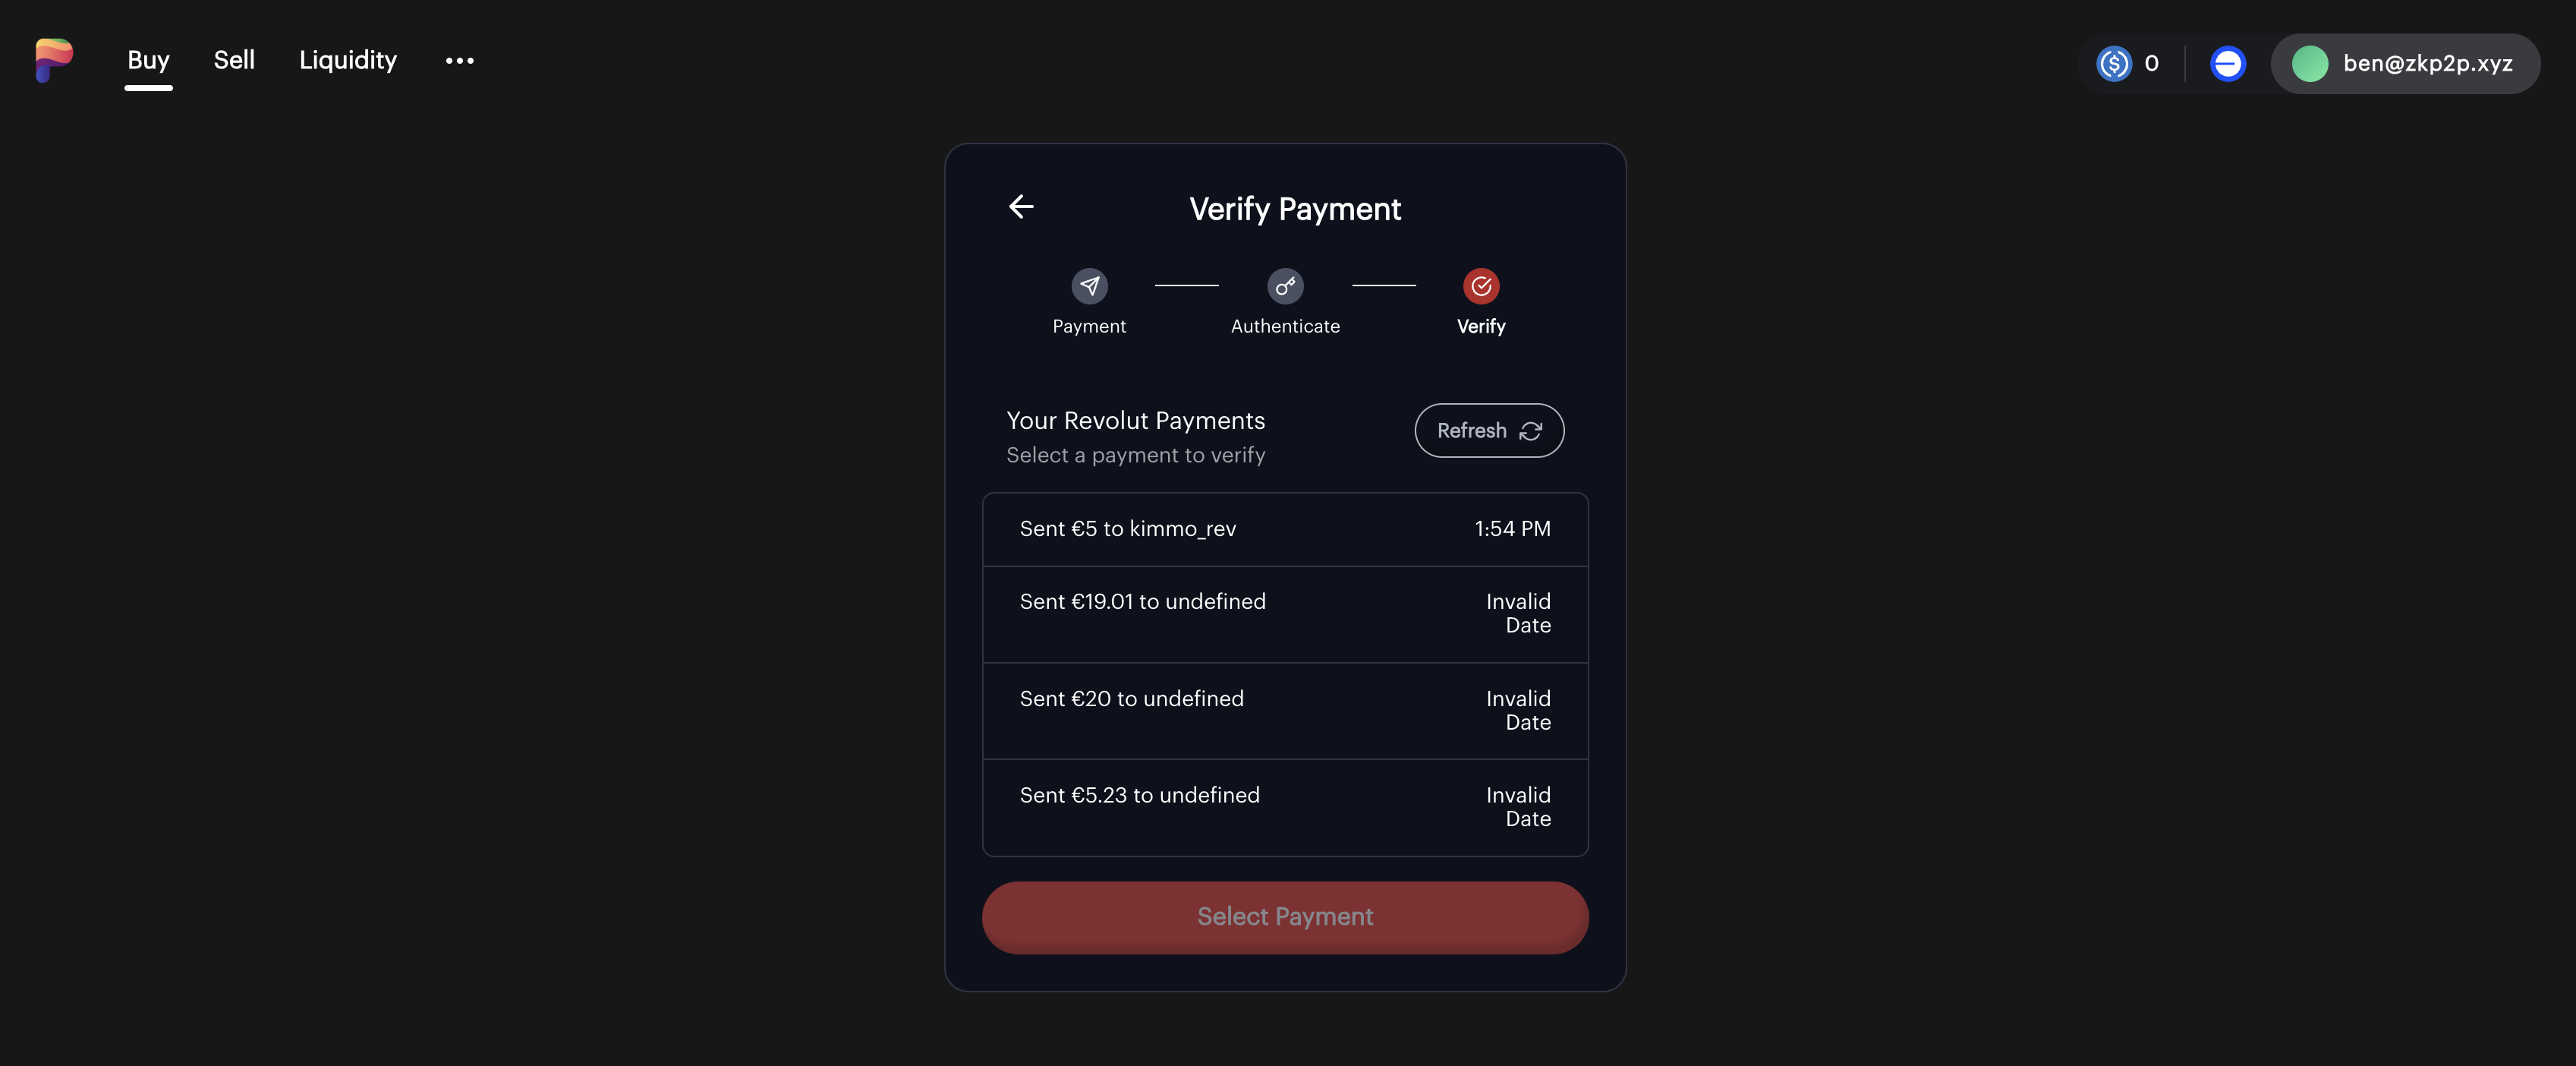 Buy Sell Liquidity
0
ben@zkp2p.xyz
Verify Payment
Payment Authenticate Verify
Your Revolut Payments
Select a payment to verify
Refresh
Sent €5 to kimmo_rev 1:54 PM
Sent €19.01 to undefined Invalid
Date
Sent €20 to undefined Invalid
Date
Sent €5.23 to undefined Invalid
Date
Select Payment